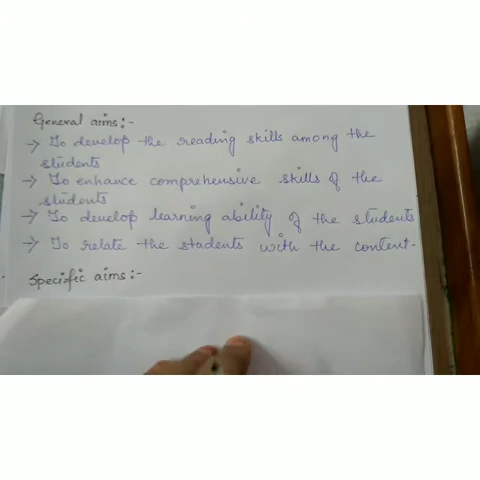 General aims:-
→ To develop the reading skills among the
students
→ To enhance comprehensive skills of the
students
→ To develop learning ability of the students
→ To relate the students with the content.
Specific aims:-